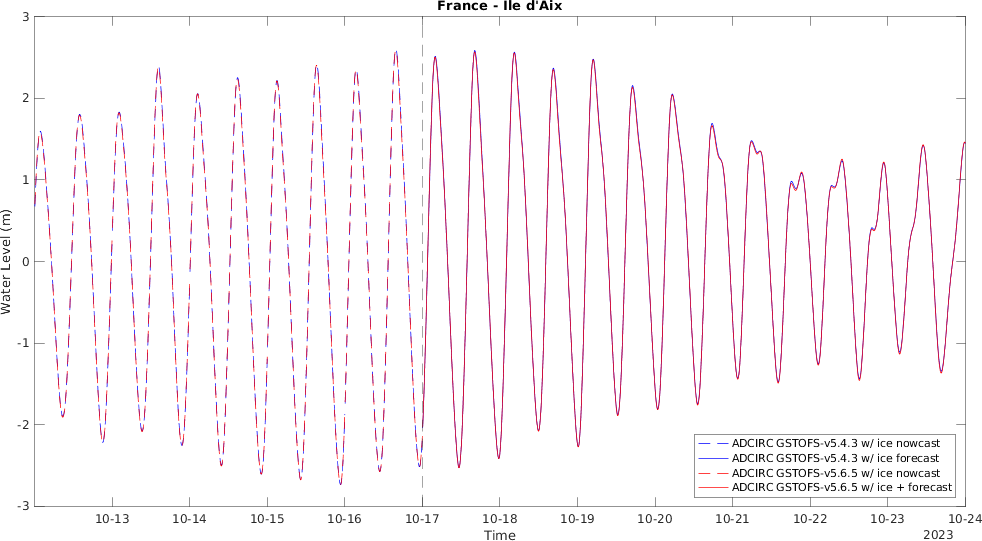 France - Ile d'Aix
3
2
1
0
-1
-2
-3
Water Level (m)
ADCIRC GSTOFS-v5.4.3 w/ ice nowcast
ADCIRC GSTOFS-v5.4.3 w/ ice forecast
ADCIRC GSTOFS-v5.6.5 w/ ice nowcast
ADCIRC GSTOFS-v5.6.5 w/ ice + forecast
10-13 10-14 10-15 10-16 10-17 10-18 10-19 10-20 10-21 10-22 10-23 10-24
Time 2023